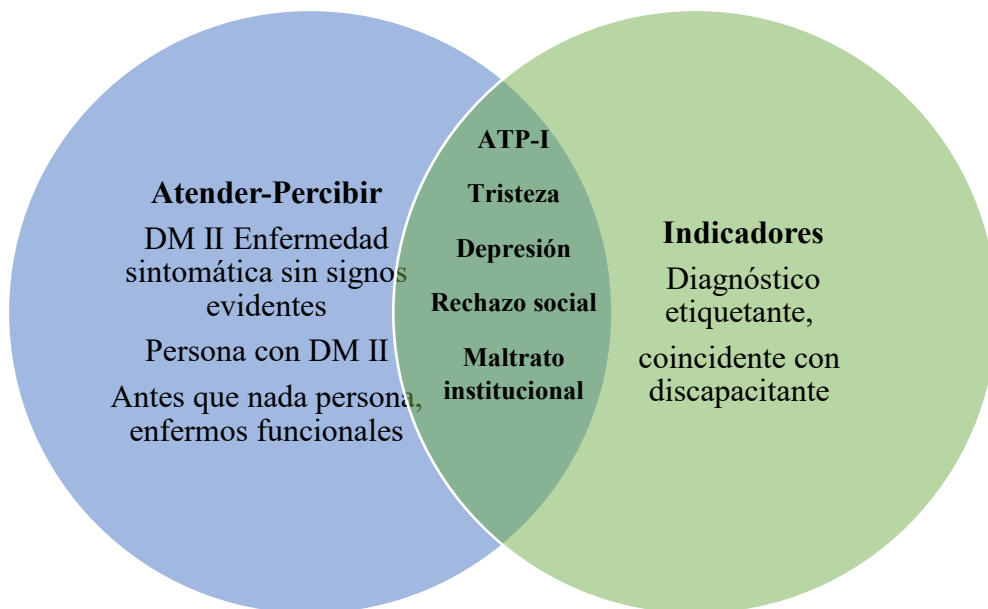 Atender-Percibir
DM II Enfermedad
sintomática sin signos
evidentes
Persona con DM II
Antes que nada persona,
enfermos funcionales
ATP-I
Tristeza
Depresión
Rechazo social
Maltrato
institucional
Indicadores
Diagnóstico
etiquetante,
coincidente con
discapacitante